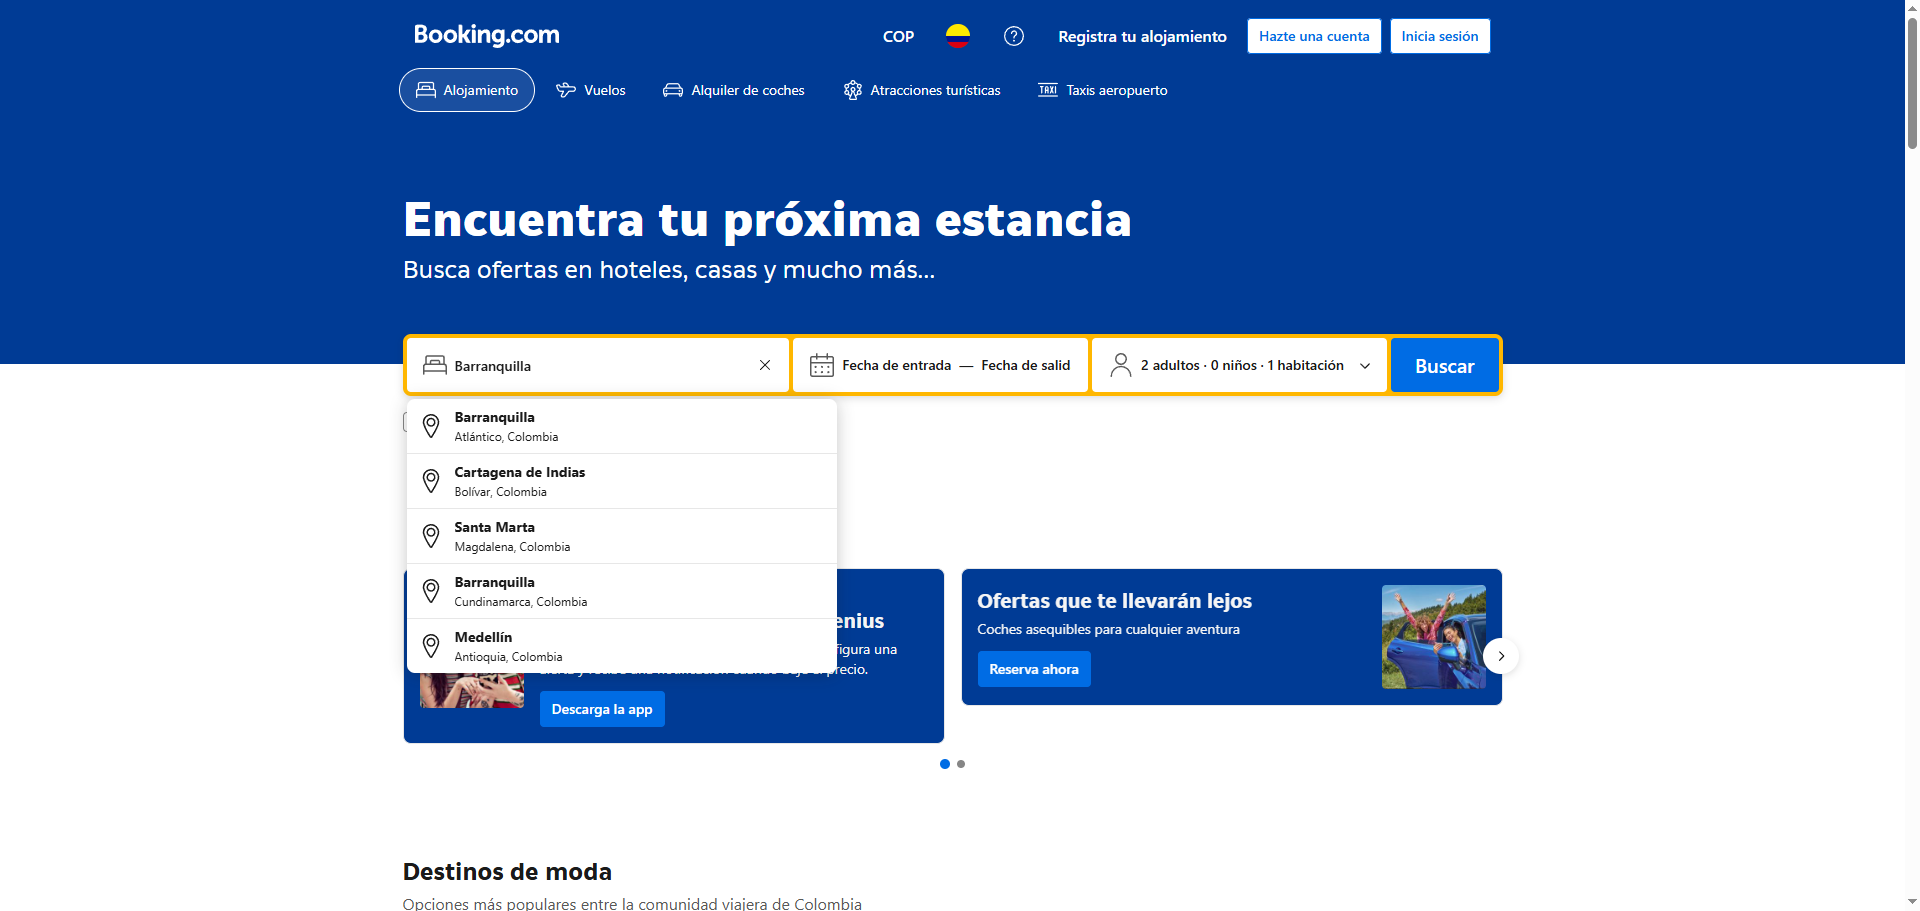 Booking.com
COP
Registra tu alojamiento
Hazte una cuenta
Inicia sesión
Alojamiento
Vuelos
Alquiler de coches
Atracciones turísticas
TAXI
Taxis aeropuerto
Encuentra tu próxima estancia
Busca ofertas en hoteles, casas y mucho más...
Barranquilla
Fecha de entrada — Fecha de salid
2 adultos · 0 niños · 1 habitación
Buscar
Barranquilla
Atlántico, Colombia
Cartagena de Indias
Bolívar, Colombia
Santa Marta
Magdalena, Colombia
Barranquilla
Cundinamarca, Colombia
Medellín
Antioquia, Colombia
enius
figura una
precio.
Descarga la app
Ofertas que te llevarán lejos
Coches asequibles para cualquier aventura
Reserva ahora
Destinos de moda
Opciones más populares entre la comunidad viajera de Colombia